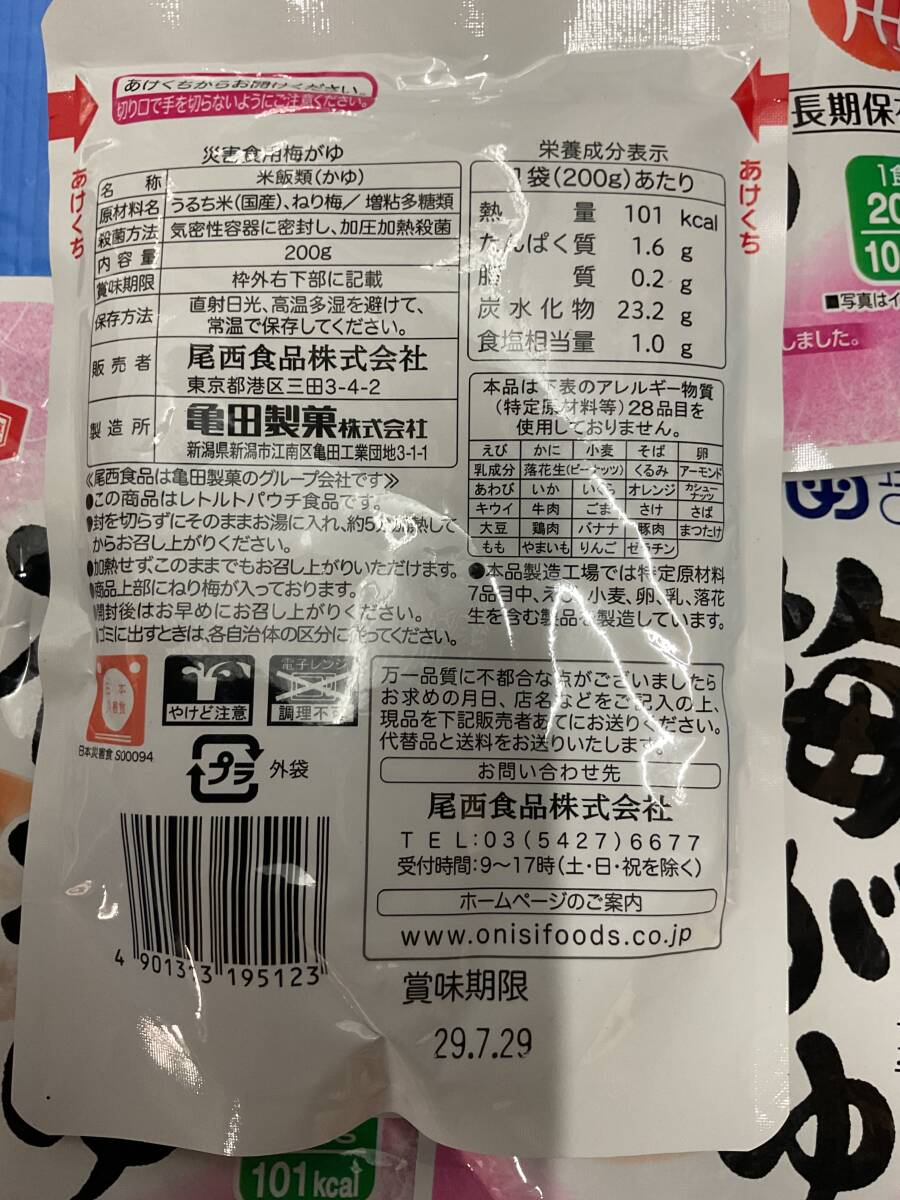 あけくちからお開けください。
切り口で手を切らないようにご注意ください。
あけくち
あけくち
災害食用梅がゆ
名称 米飯類(かゆ)
原材料名 うるち米(国産)、ねり梅／増粘多糖類
殺菌方法 気密性容器に密封し、加圧加熱殺菌
内容量 200g
賞味期限 枠外右下部に記載
保存方法 直射日光、高温多湿を避けて、
常温で保存してください。
販売者 尾西食品株式会社
東京都港区三田3-4-2
製造所 亀田製菓株式会社
新潟県新潟市江南区亀田工業団地3-1-1
≪尾西食品は亀田製菓のグループ会社です≫
●この商品はレトルトパウチ食品です。
●封を切らずにそのままお湯に入れ、約5分加熱して
からお召し上がりください。
●加熱せずこのままでもお召し上がりいただけます。
●商品上部にねり梅が入っております。
●開封後はお早めにお召し上がりください。
●ゴミに出すときは、各自治体の区分に従ってください。
栄養成分表示
1袋(200g)あたり
熱量 101 kcal
たんぱく質 1.6 g
脂質 0.2 g
炭水化物 23.2 g
食塩相当量 1.0 g
本品は下表のアレルギー物質
(特定原材料等)28品目を
使用しておりません。
えび かに 小麦 そば 卵
乳成分 落花生(ピーナッツ) くるみ アーモンド
あわび いか いくら オレンジ カシューナッツ
キウイ 牛肉 ごま さけ さば
大豆 鶏肉 バナナ 豚肉 まつたけ
もも やまいも りんご ゼラチン
●本品製造工場では特定原材料
7品目中、えび、小麦、卵、乳、落花
生を含む製品を製造しています。
日本災害食 S00094
やけど注意
電子レンジ
調理不可
プラ 外袋
万一品質に不都合な点がございましたら
お求めの月日、店名などをご記入の上、
現品を下記販売者あてにお送りください。
代替品と送料をお送りいたします。
お問い合わせ先
尾西食品株式会社
TEL:03(5427)6677
受付時間:9〜17時(土・日・祝を除く)
ホームページのご案内
www.onisifoods.co.jp
4 901313 195123
賞味期限
29.7.29
長期保存
1食
20
10
■写真はイ
しました。
梅がゆ
101kcal